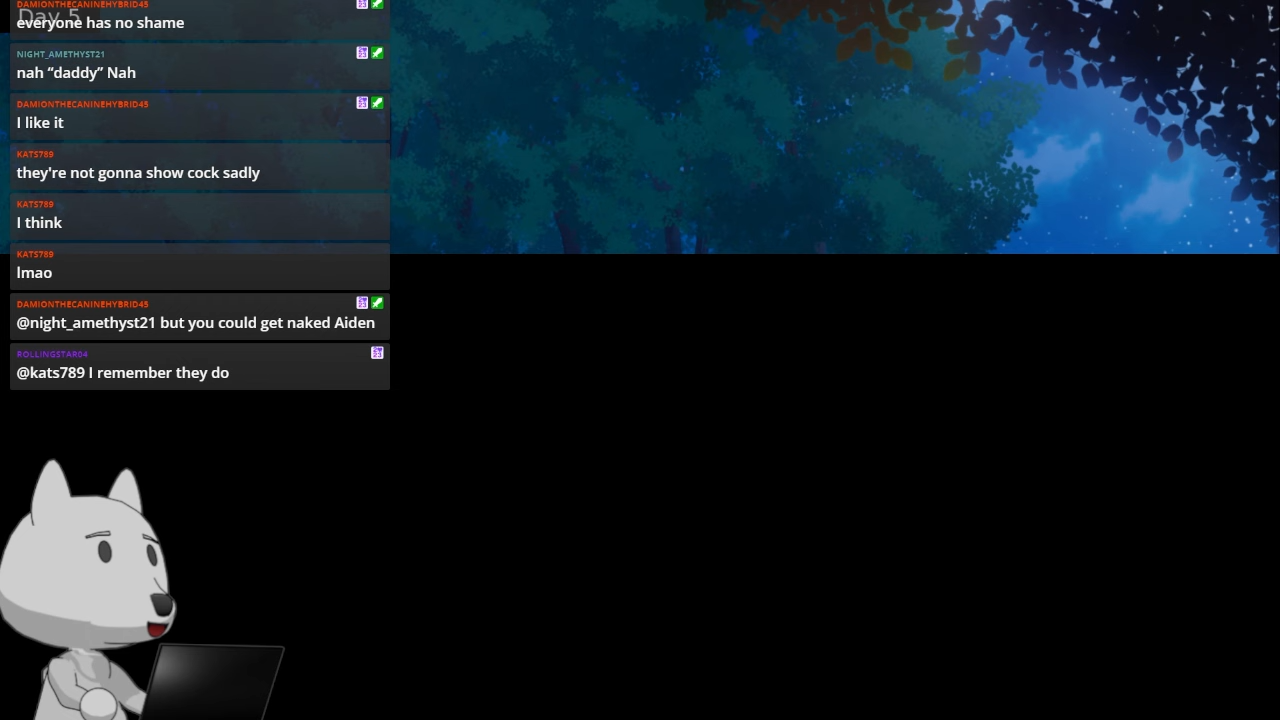 DAMIONTHECANINEHYBRID45
Day 5
everyone has no shame
NIGHT_AMETHYST21
nah “daddy” Nah
DAMIONTHECANINEHYBRID45
I like it
KATS789
they're not gonna show cock sadly
KATS789
I think
KATS789
lmao
DAMIONTHECANINEHYBRID45
@night_amethyst21 but you could get naked Aiden
ROLLINGSTAR04
@kats789 I remember they do